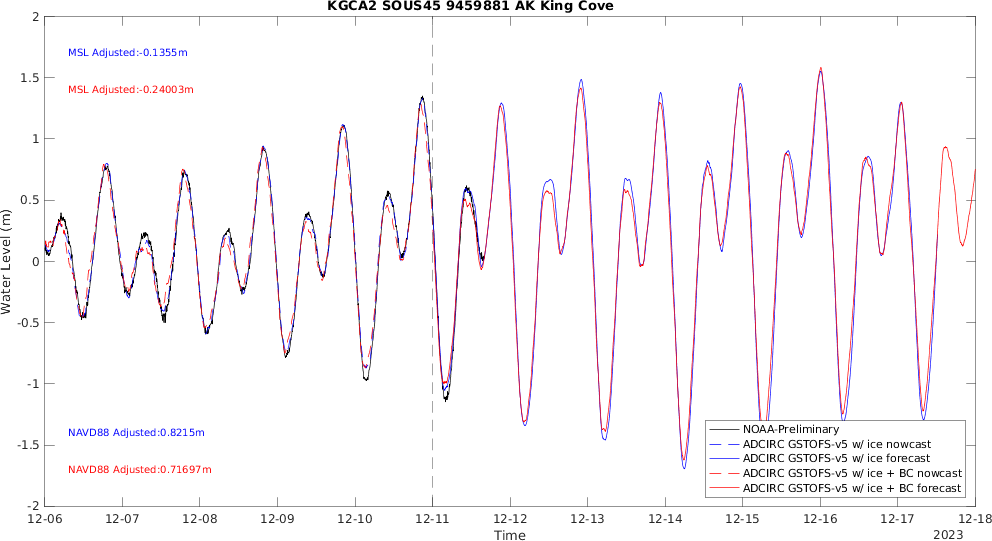 KGCA2 SOUS45 9459881 AK King Cove
2
1.5
1
0.5
0
-0.5
-1
-1.5
-2
Water Level (m)
MSL Adjusted:-0.1355m
MSL Adjusted:-0.24003m
NAVD88 Adjusted:0.8215m
NAVD88 Adjusted:0.71697m
NOAA-Preliminary
ADCIRC GSTOFS-v5 w/ ice nowcast
ADCIRC GSTOFS-v5 w/ ice forecast
ADCIRC GSTOFS-v5 w/ ice + BC nowcast
ADCIRC GSTOFS-v5 w/ ice + BC forecast
12-06 12-07 12-08 12-09 12-10 12-11 12-12 12-13 12-14 12-15 12-16 12-17 12-18
Time
2023